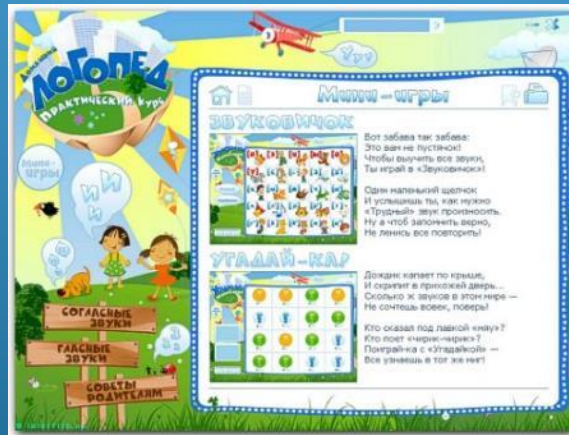 Домашний
ЛОГОПЕД
ПРАКТИЧЕСКИЙ КУРС
У р у
Мини-игры
ЗВУКОВИЧОК
Вот забава так забава:
Это вам не пустячок!
Чтобы выучить все звуки,
Ты играй в «Звуковичок»!
Один маленький щелчок
И услышишь ты, как нужно
«Трудный» звук произносить.
Ну а чтоб запомнить верно,
Не ленись все повторить!
УГАДАЙ-КА!
Дождик капает по крыше,
И скрипит в прихожей дверь...
Сколько ж звуков в этом мире —
Не сочтешь вовек, поверь!
Кто сказал под лавкой «мяу»?
Кто поет «чирик-чирик»?
Поиграй-ка с «Угадайкой» —
Все узнаешь в тот же миг!
Мини-
игры
И И
И
СОГЛАСНЫЕ
ЗВУКИ
ГЛАСНЫЕ
ЗВУКИ
СОВЕТЫ
РОДИТЕЛЯМ